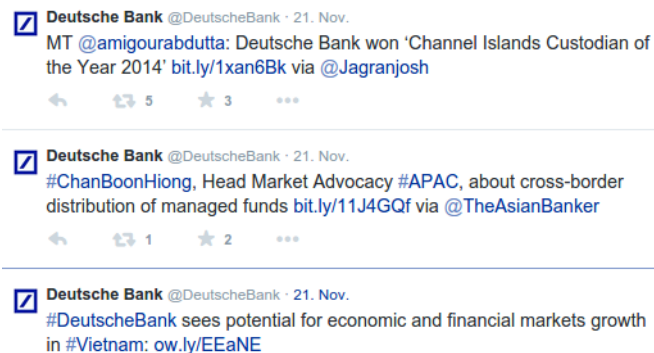 Deutsche Bank @DeutscheBank · 21. Nov.
MT @amigourabdutta: Deutsche Bank won ‘Channel Islands Custodian of
the Year 2014’ bit.ly/1xan6Bk via @Jagranjosh
5 3
Deutsche Bank @DeutscheBank · 21. Nov.
#ChanBoonHiong, Head Market Advocacy #APAC, about cross-border
distribution of managed funds bit.ly/11J4GQf via @TheAsianBanker
1 2
Deutsche Bank @DeutscheBank · 21. Nov.
#DeutscheBank sees potential for economic and financial markets growth
in #Vietnam: ow.ly/EEaNE